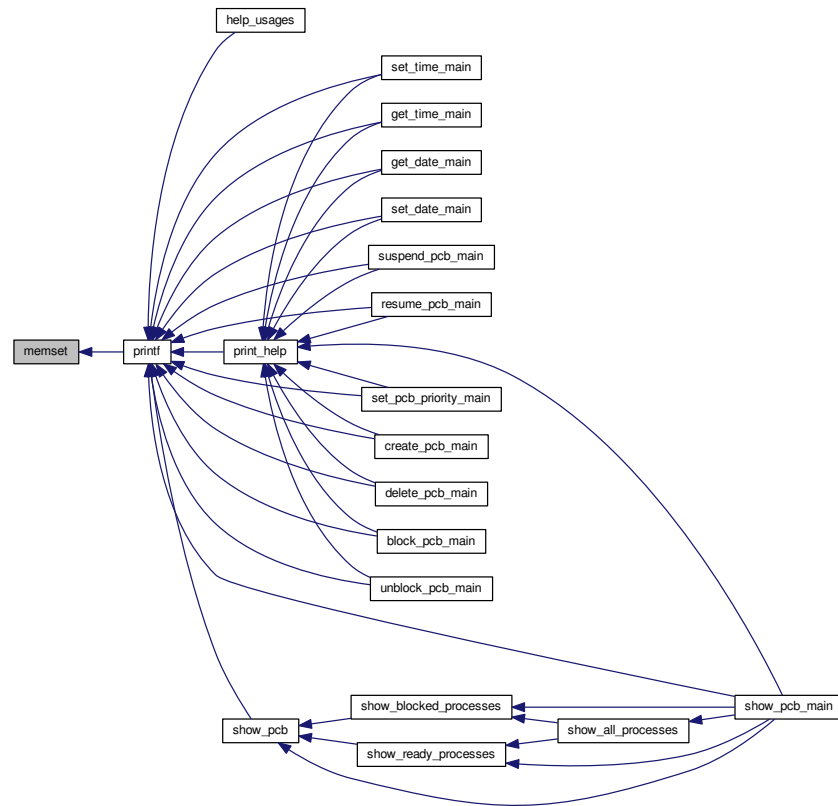 help_usages
set_time_main
get_time_main
get_date_main
set_date_main
suspend_pcb_main
resume_pcb_main
memset
printf
print_help
set_pcb_priority_main
create_pcb_main
delete_pcb_main
block_pcb_main
unblock_pcb_main
show_blocked_processes
show_pcb_main
show_pcb
show_all_processes
show_ready_processes